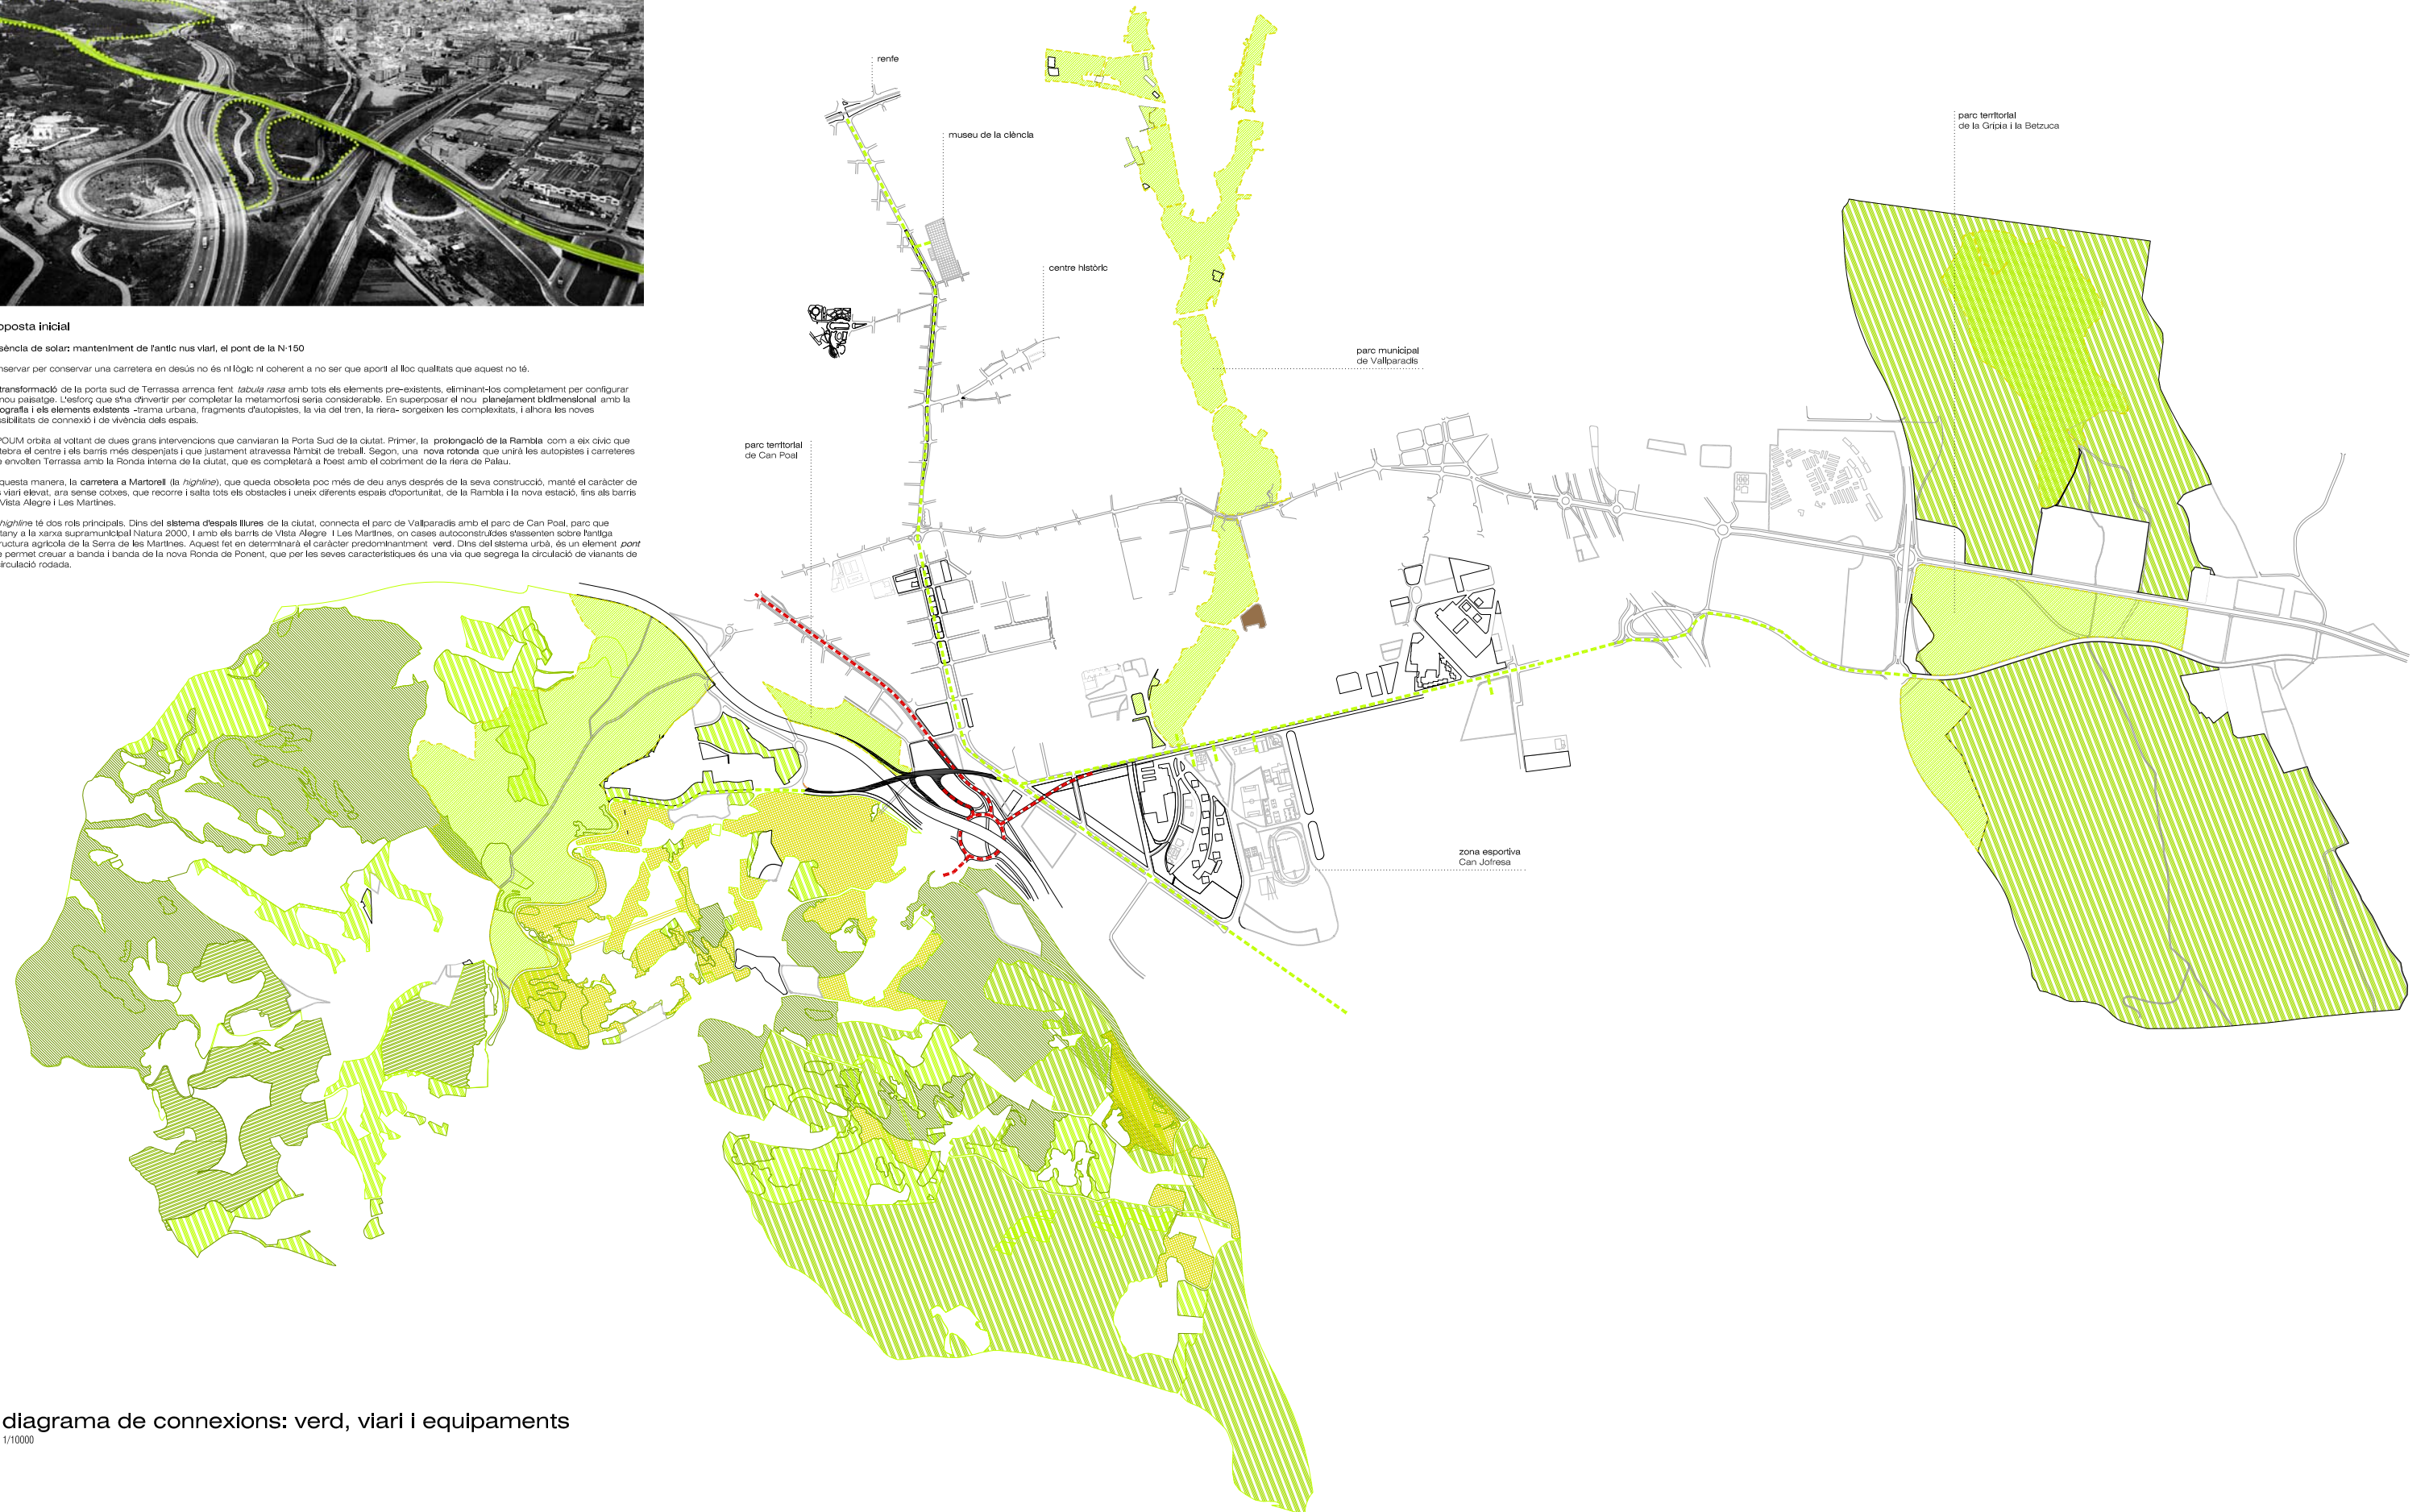 renfe
museu de la ciència
centre històric
parc territorial
de la Grípia i la Betzuca
parc municipal
de Vallparadís
parc territorial
de Can Poal
zona esportiva
Can Jofresa
oposta inicial
sència de solar: manteniment de l'antic nus viari, el pont de la N-150
nservar per conservar una carretera en desús no és ni lògic ni coherent a no ser que aporti al lloc qualitats que aquest no té.
transformació de la porta sud de Terrassa arrenca fent tabula rasa amb tots els elements pre-existents, eliminant-los completament per configurar
nou paisatge. L'esforç que s'ha d'invertir per completar la metamorfosi seria considerable. En superposar el nou planejament bidimensional amb la
ografia i els elements existents -trama urbana, fragments d'autopistes, la via del tren, la riera- sorgeixen les complexitats, i alhora les noves
ssibilitats de connexió i de vivència dels espais.
POUM orbita al voltant de dues grans intervencions que canviaran la Porta Sud de la ciutat. Primer, la prolongació de la Rambla com a eix cívic que
tebra el centre i els barris més despenjats i que justament atravessa l'àmbit de treball. Segon, una nova rotonda que unirà les autopistes i carreteres
e envolten Terrassa amb la Ronda interna de la ciutat, que es completarà a l'oest amb el cobriment de la riera de Palau.
questa manera, la carretera a Martorell (la highline), que queda obsoleta poc més de deu anys després de la seva construcció, manté el caràcter de
s viari elevat, ara sense cotxes, que recorre i salta tots els obstacles i uneix diferents espais d'oportunitat, de la Rambla i la nova estació, fins als barris
Vista Alegre i Les Martines.
highline té dos rols principals. Dins del sistema d'espais lliures de la ciutat, connecta el parc de Vallparadís amb el parc de Can Poal, parc que
tany a la xarxa supramunicipal Natura 2000, i amb els barris de Vista Alegre i Les Martines, on cases autoconstruïdes s'assenten sobre l'antiga
ructura agrícola de la Serra de les Martines. Aquest fet en determinarà el caràcter predominantment verd. Dins del sistema urbà, és un element pont
e permet creuar a banda i banda de la nova Ronda de Ponent, que per les seves característiques és una via que segrega la circulació de vianants de
circulació rodada.
diagrama de connexions: verd, viari i equipaments
1/10000